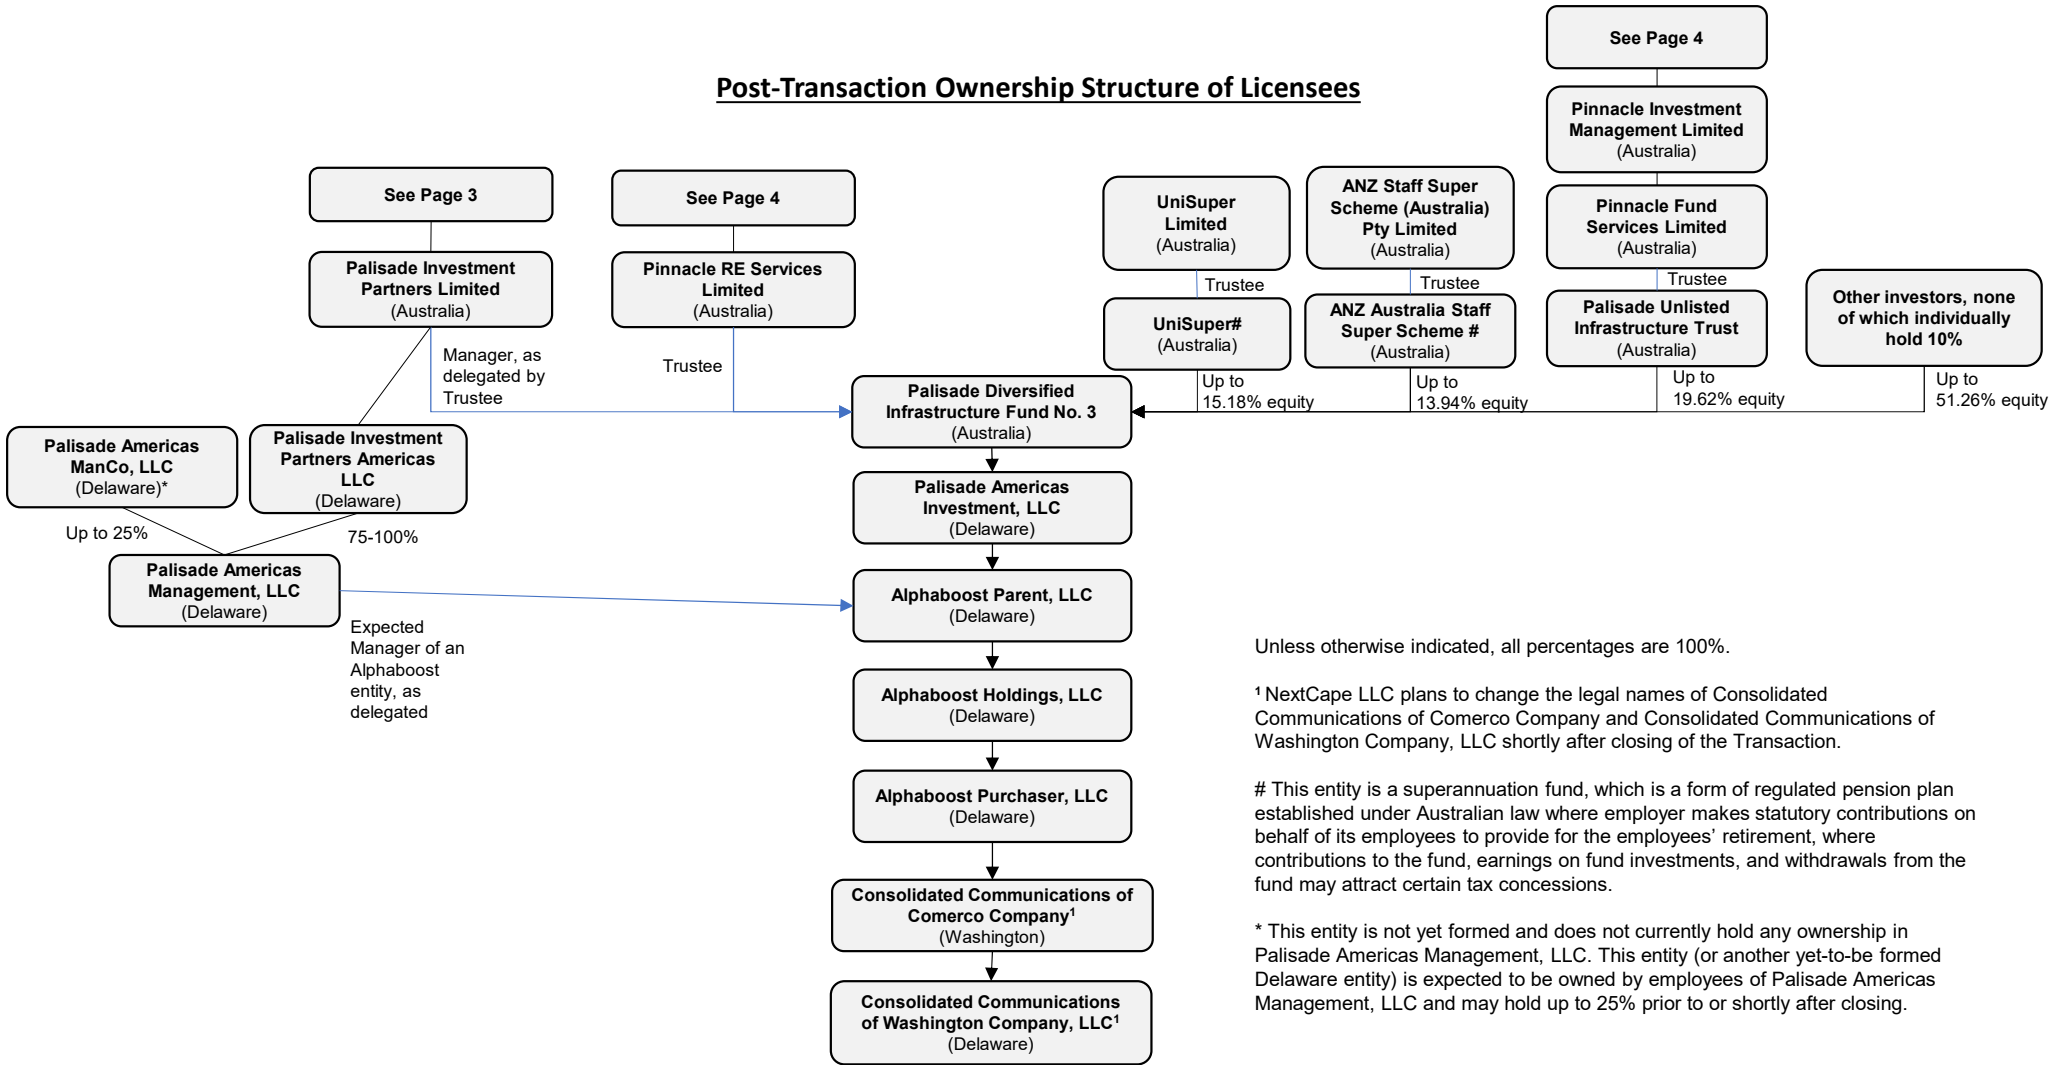 Post-Transaction Ownership Structure of Licensees
See Page 4
Pinnacle Investment
Management Limited
(Australia)
Pinnacle Fund
Services Limited
(Australia)
Trustee
Palisade Unlisted
Infrastructure Trust
(Australia)
Up to
19.62% equity
See Page 3
Palisade Investment
Partners Limited
(Australia)
Manager, as
delegated by
Trustee
See Page 4
Pinnacle RE Services
Limited
(Australia)
Trustee
UniSuper
Limited
(Australia)
Trustee
UniSuper#
(Australia)
Up to
15.18% equity
ANZ Staff Super
Scheme (Australia)
Pty Limited
(Australia)
Trustee
ANZ Australia Staff
Super Scheme #
(Australia)
Up to
13.94% equity
Other investors, none
of which individually
hold 10%
Up to
51.26% equity
Palisade Diversified
Infrastructure Fund No. 3
(Australia)
Palisade Americas
ManCo, LLC
(Delaware)*
Up to 25%
Palisade Investment
Partners Americas
LLC
(Delaware)
75-100%
Palisade Americas
Management, LLC
(Delaware)
Expected
Manager of an
Alphaboost
entity, as
delegated
Palisade Americas
Investment, LLC
(Delaware)
Alphaboost Parent, LLC
(Delaware)
Alphaboost Holdings, LLC
(Delaware)
Alphaboost Purchaser, LLC
(Delaware)
Consolidated Communications of
Comerco Company¹
(Washington)
Consolidated Communications
of Washington Company, LLC¹
(Delaware)
Unless otherwise indicated, all percentages are 100%.
¹ NextCape LLC plans to change the legal names of Consolidated
Communications of Comerco Company and Consolidated Communications of
Washington Company, LLC shortly after closing of the Transaction.
# This entity is a superannuation fund, which is a form of regulated pension plan
established under Australian law where employer makes statutory contributions on
behalf of its employees to provide for the employees’ retirement, where
contributions to the fund, earnings on fund investments, and withdrawals from the
fund may attract certain tax concessions.
* This entity is not yet formed and does not currently hold any ownership in
Palisade Americas Management, LLC. This entity (or another yet-to-be formed
Delaware entity) is expected to be owned by employees of Palisade Americas
Management, LLC and may hold up to 25% prior to or shortly after closing.